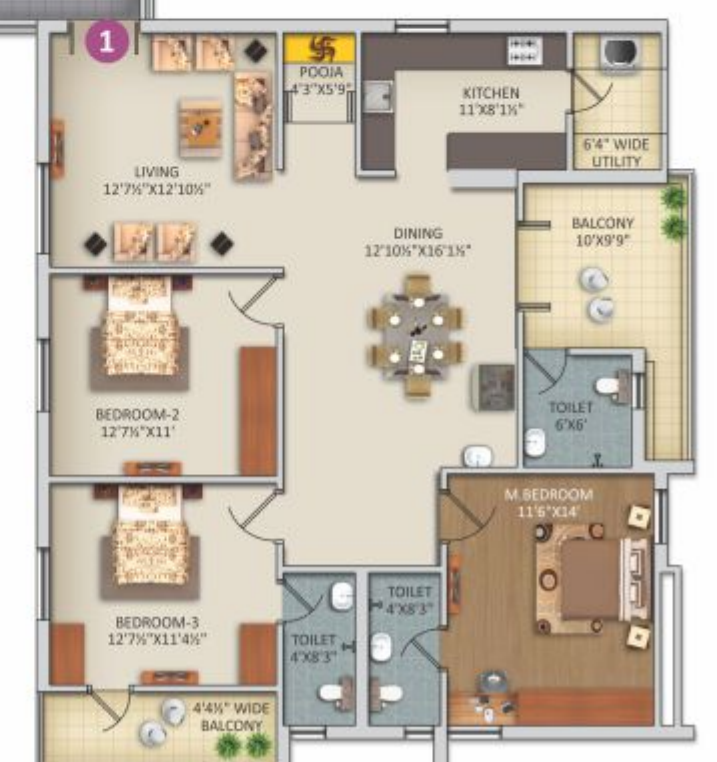 1
POOJA
4'3"X5'9"
KITCHEN
11'X8'1½"
6'4" WIDE
UTILITY
LIVING
12'7½"X12'10½"
DINING
12'10½"X16'1½"
BALCONY
10'X9'9"
BEDROOM-2
12'7½"X11'
TOILET
6'X6'
M.BEDROOM
11'6"X14'
BEDROOM-3
12'7½"X11'4½"
TOILET
4'X8'3"
TOILET
4'X8'3"
4'4½" WIDE
BALCONY